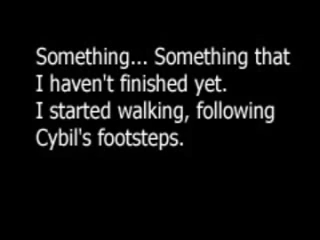 Something... Something that
I haven't finished yet.
I started walking, following
Cybil's footsteps.